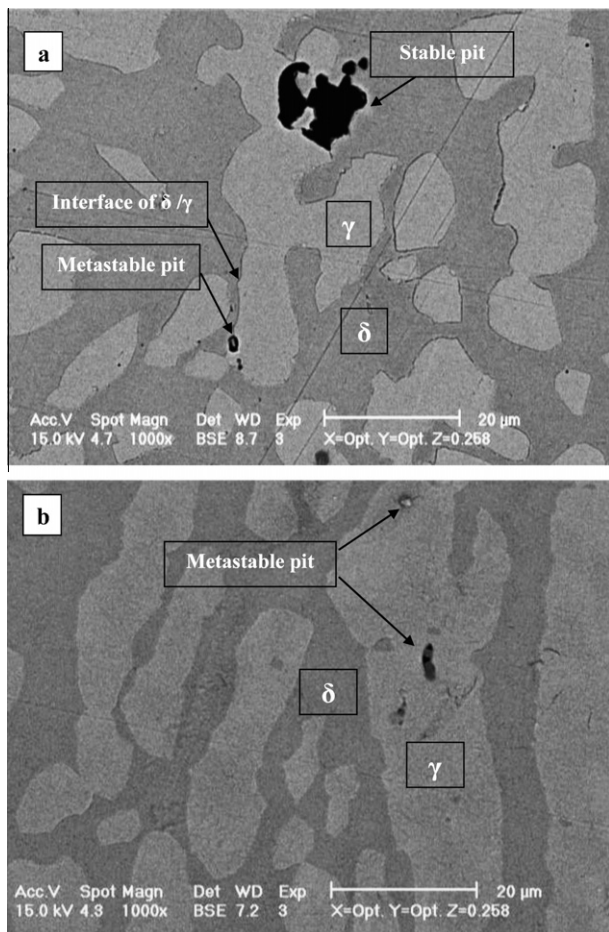 a
Stable pit
Interface of δ /γ
γ
Metastable pit
δ
Acc.V Spot Magn Det WD Exp 20 µm
15.0 kV 4.7 1000x BSE 8.7 3 X=Opt. Y=Opt. Z=0.258
b
Metastable pit
δ
γ
Acc.V Spot Magn Det WD Exp 20 µm
15.0 kV 4.3 1000x BSE 7.2 3 X=Opt. Y=Opt. Z=0.258